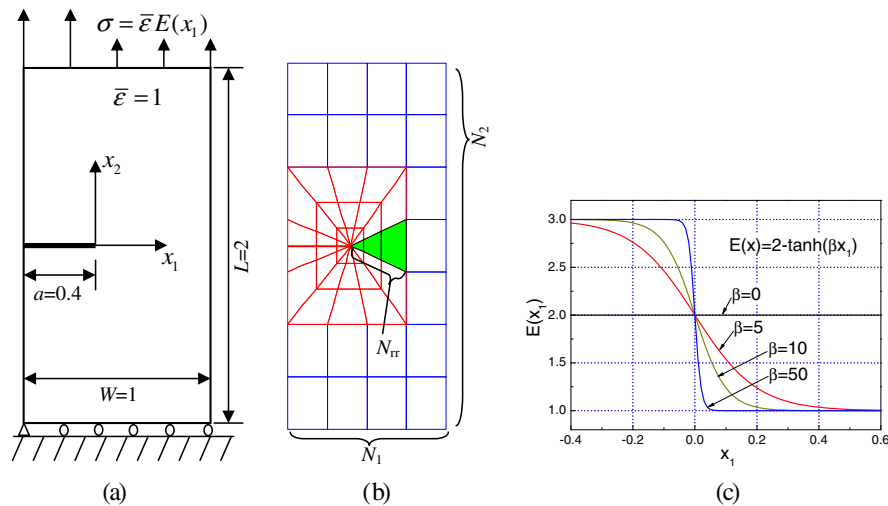 σ = ε̅E(x₁)
ε̅ = 1
x₂
x₁
a=0.4
L=2
W=1
(a)
N₂
Nᵣᵣ
N₁
(b)
3.0
2.5
2.0
1.5
1.0
E(x₁)
E(x)=2-tanh(βx₁)
β=0
β=5
β=10
β=50
-0.4 -0.2 0.0 0.2 0.4 0.6
x₁
(c)